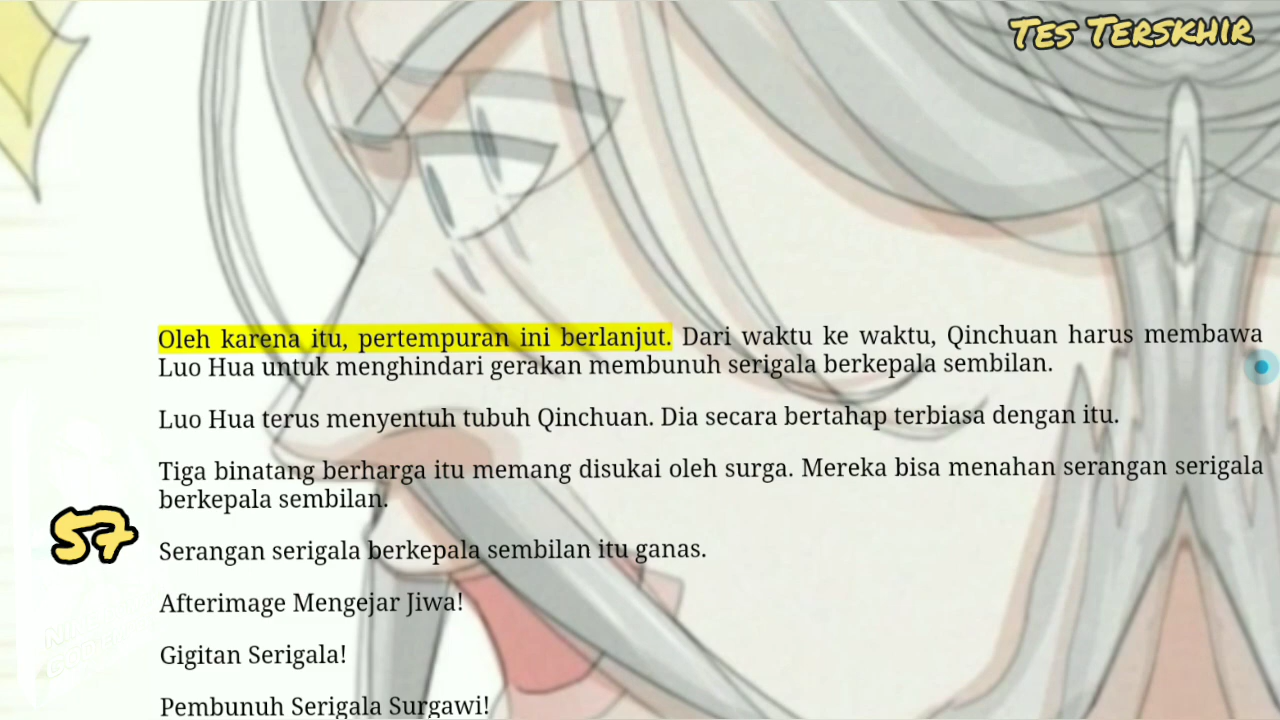 Tes Terskhir
Oleh karena itu, pertempuran ini berlanjut. Dari waktu ke waktu, Qinchuan harus membawa
Luo Hua untuk menghindari gerakan membunuh serigala berkepala sembilan.
Luo Hua terus menyentuh tubuh Qinchuan. Dia secara bertahap terbiasa dengan itu.
Tiga binatang berharga itu memang disukai oleh surga. Mereka bisa menahan serangan serigala
berkepala sembilan.
57
Serangan serigala berkepala sembilan itu ganas.
Afterimage Mengejar Jiwa!
Gigitan Serigala!
Pembunuh Serigala Surgawi!